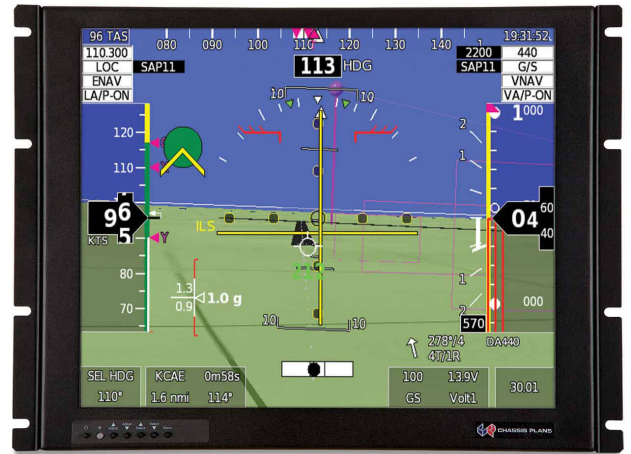 96 TAS
080 090 100 110 120 130 140
19:31:52
110.300
LOC SAP11
ENAV
LA/P-ON
113 HDG
2200 440
SAP11 G/S
VNAV
VA/P-ON
10 10
120
110
80
70
KTS
Y
ILS
1.3
0.9
1.0 g
10 10
2
1
1
2
1000
04
60
40
000
570
278°/4
4T/1R
DA440
SEL HDG
110°
KCAE 0m58s
1.6 nmi 114°
100 13.9V
GS Volt1
30.01
CHASSIS PLANS